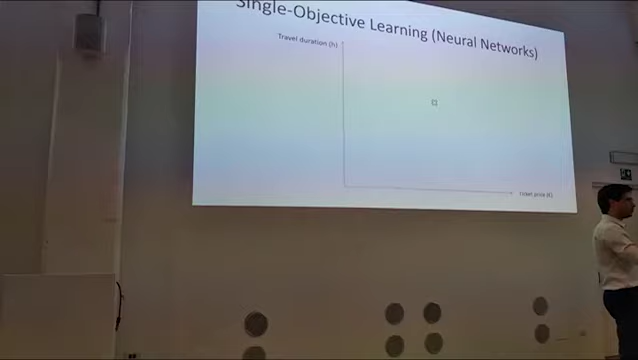 Single-Objective Learning (Neural Networks)
Travel duration (h)
Ticket price (€)